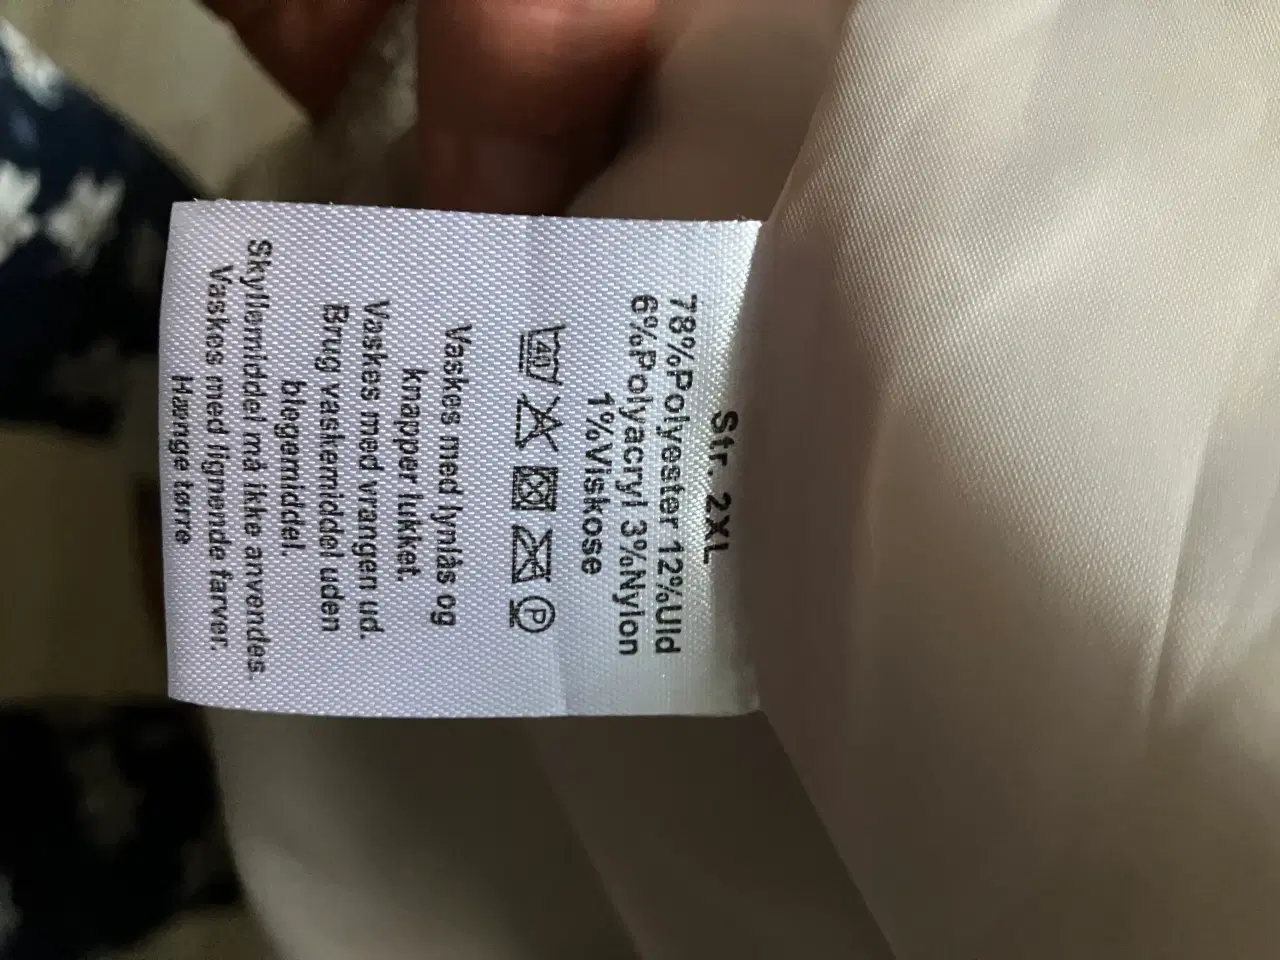 Str. 2XL
78%Polyester 12%Uld
6%Polyacryl 3%Nylon
1%Viskose
40 P
Vaskes med lynlås og
knapper lukket.
Vaskes med vrangen ud.
Brug vaskemiddel uden
blegemiddel.
Skyllemiddel må ikke anvendes.
Vaskes med lignende farver.
Hænge tørre